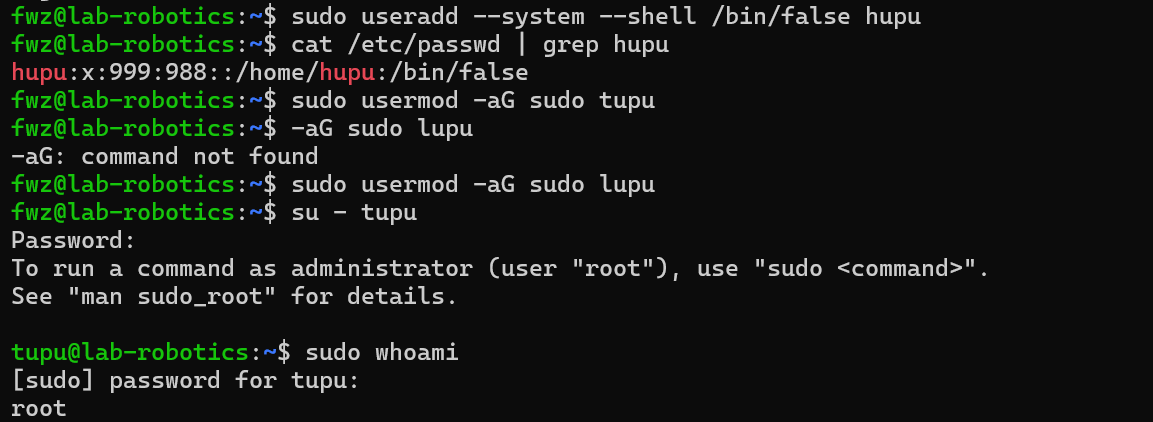 fwz@lab-robotics:~$ sudo useradd --system --shell /bin/false hupu
fwz@lab-robotics:~$ cat /etc/passwd | grep hupu
hupu:x:999:988::/home/hupu:/bin/false
fwz@lab-robotics:~$ sudo usermod -aG sudo tupu
fwz@lab-robotics:~$ -aG sudo lupu
-aG: command not found
fwz@lab-robotics:~$ sudo usermod -aG sudo lupu
fwz@lab-robotics:~$ su - tupu
Password:
To run a command as administrator (user "root"), use "sudo <command>".
See "man sudo_root" for details.

tupu@lab-robotics:~$ sudo whoami
[sudo] password for tupu:
root